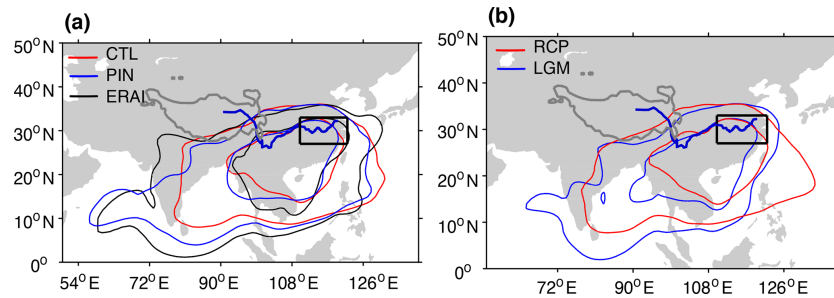 (a)
50°N
40°N
30°N
20°N
10°N
0°
CTL
PIN
ERAI
54°E 72°E 90°E 108°E 126°E
(b)
50°N
40°N
30°N
20°N
10°N
0°
RCP
LGM
72°E 90°E 108°E 126°E